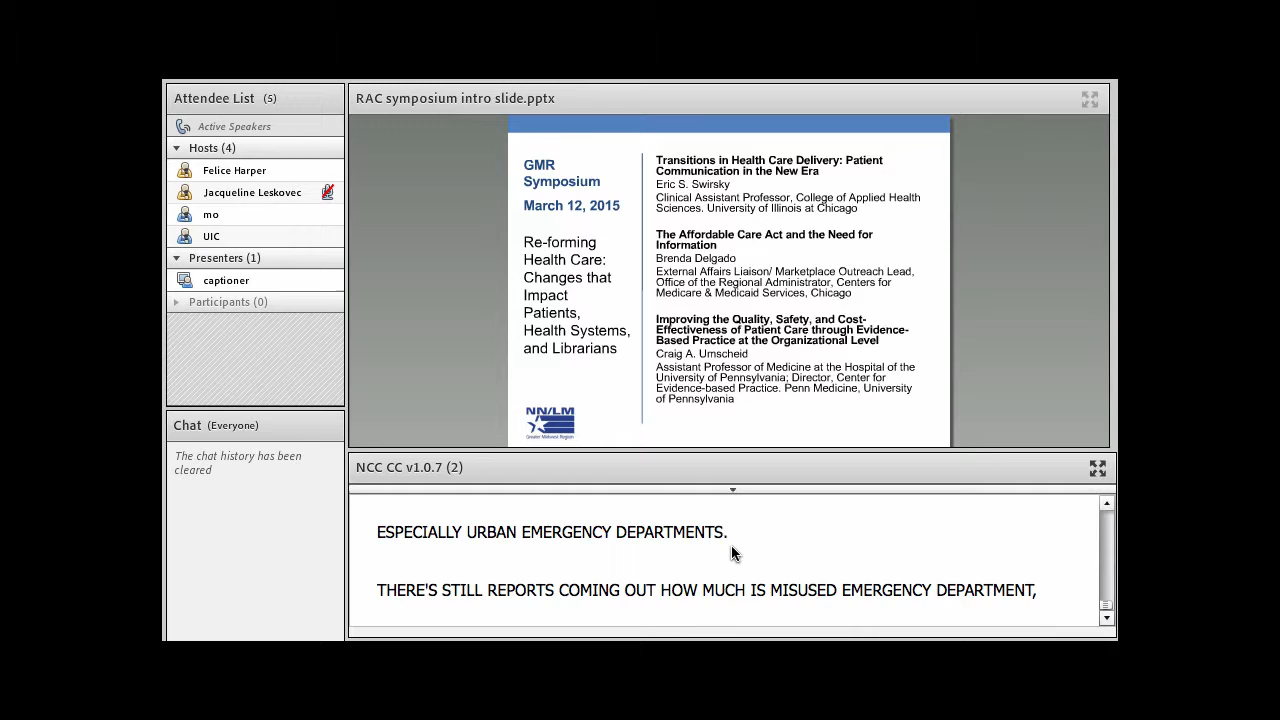 Attendee List (5)
Active Speakers
Hosts (4)
Felice Harper
Jacqueline Leskovec
mo
UIC
Presenters (1)
captioner
Participants (0)
Chat (Everyone)
The chat history has been
cleared
RAC symposium intro slide.pptx
GMR
Symposium
March 12, 2015
Re-forming
Health Care:
Changes that
Impact
Patients,
Health Systems,
and Librarians
NN/LM
Greater Midwest Region
Transitions in Health Care Delivery: Patient
Communication in the New Era
Eric S. Swirsky
Clinical Assistant Professor, College of Applied Health
Sciences. University of Illinois at Chicago
The Affordable Care Act and the Need for
Information
Brenda Delgado
External Affairs Liaison/ Marketplace Outreach Lead,
Office of the Regional Administrator, Centers for
Medicare & Medicaid Services, Chicago
Improving the Quality, Safety, and Cost-
Effectiveness of Patient Care through Evidence-
Based Practice at the Organizational Level
Craig A. Umscheid
Assistant Professor of Medicine at the Hospital of the
University of Pennsylvania; Director, Center for
Evidence-based Practice. Penn Medicine, University
of Pennsylvania
NCC CC v1.0.7 (2)
ESPECIALLY URBAN EMERGENCY DEPARTMENTS.
THERE'S STILL REPORTS COMING OUT HOW MUCH IS MISUSED EMERGENCY DEPARTMENT,